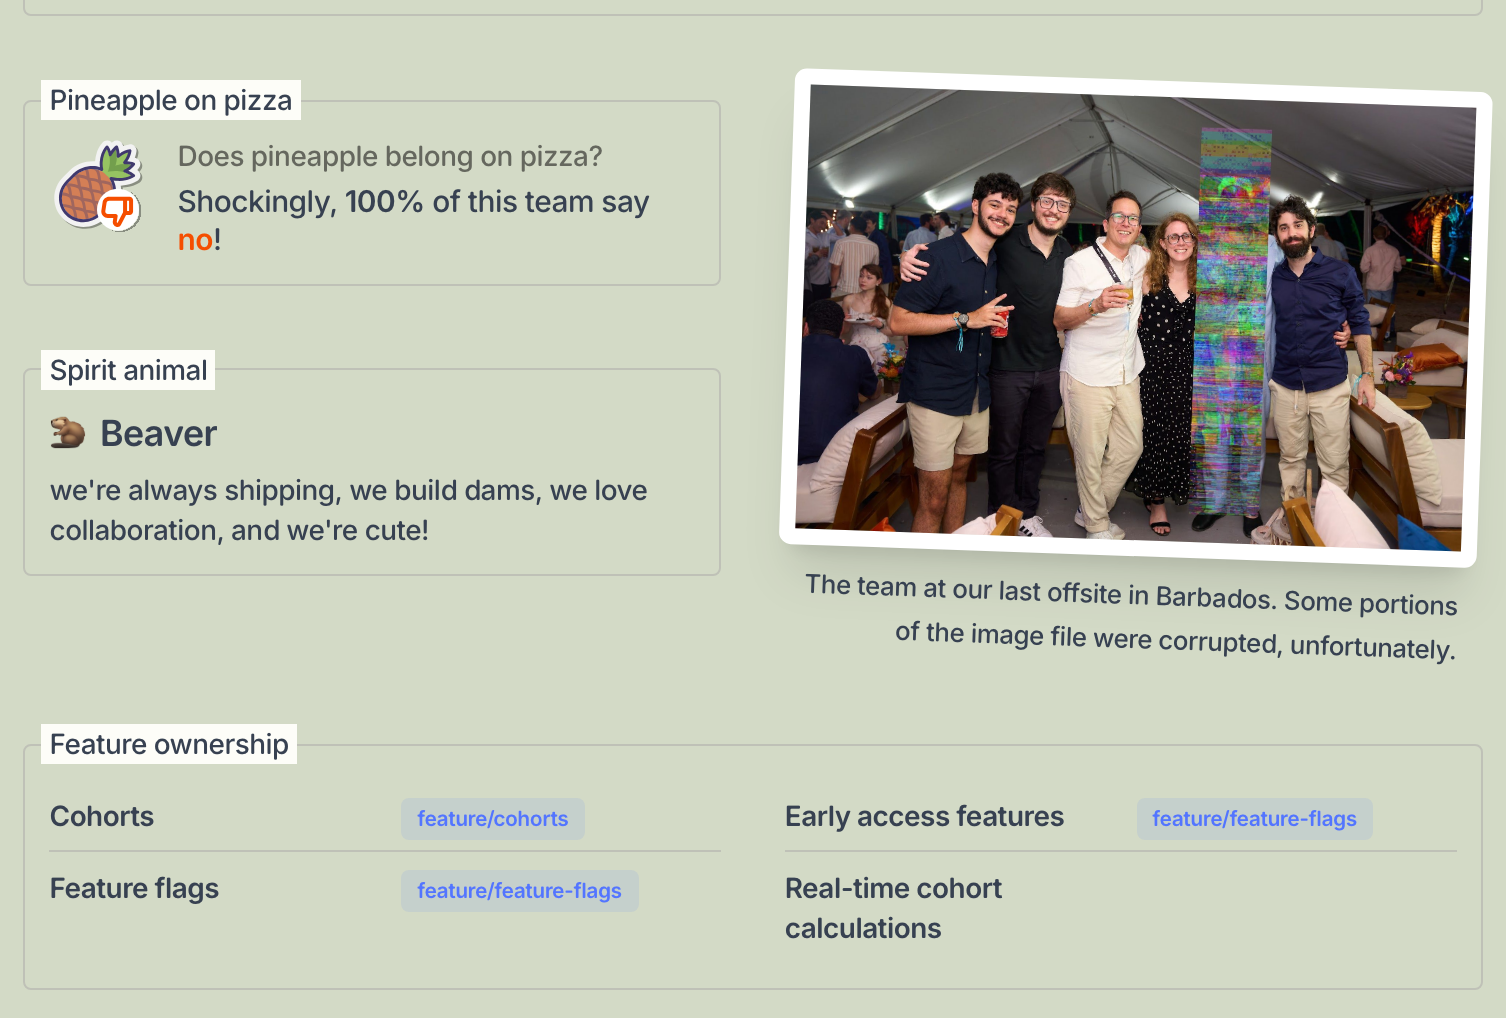 Pineapple on pizza
Does pineapple belong on pizza?
Shockingly, 100% of this team say
no!
Spirit animal
Beaver
we're always shipping, we build dams, we love
collaboration, and we're cute!
The team at our last offsite in Barbados. Some portions
of the image file were corrupted, unfortunately.
Feature ownership
Cohorts
feature/cohorts
Early access features
feature/feature-flags
Feature flags
feature/feature-flags
Real-time cohort
calculations